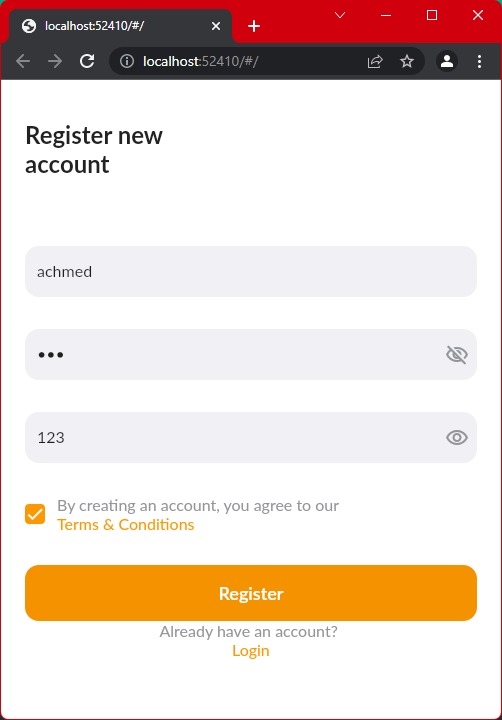 localhost:52410/#/
localhost:52410/#/
Register new
account
achmed
•••
123
By creating an account, you agree to our
Terms & Conditions
Register
Already have an account?
Login